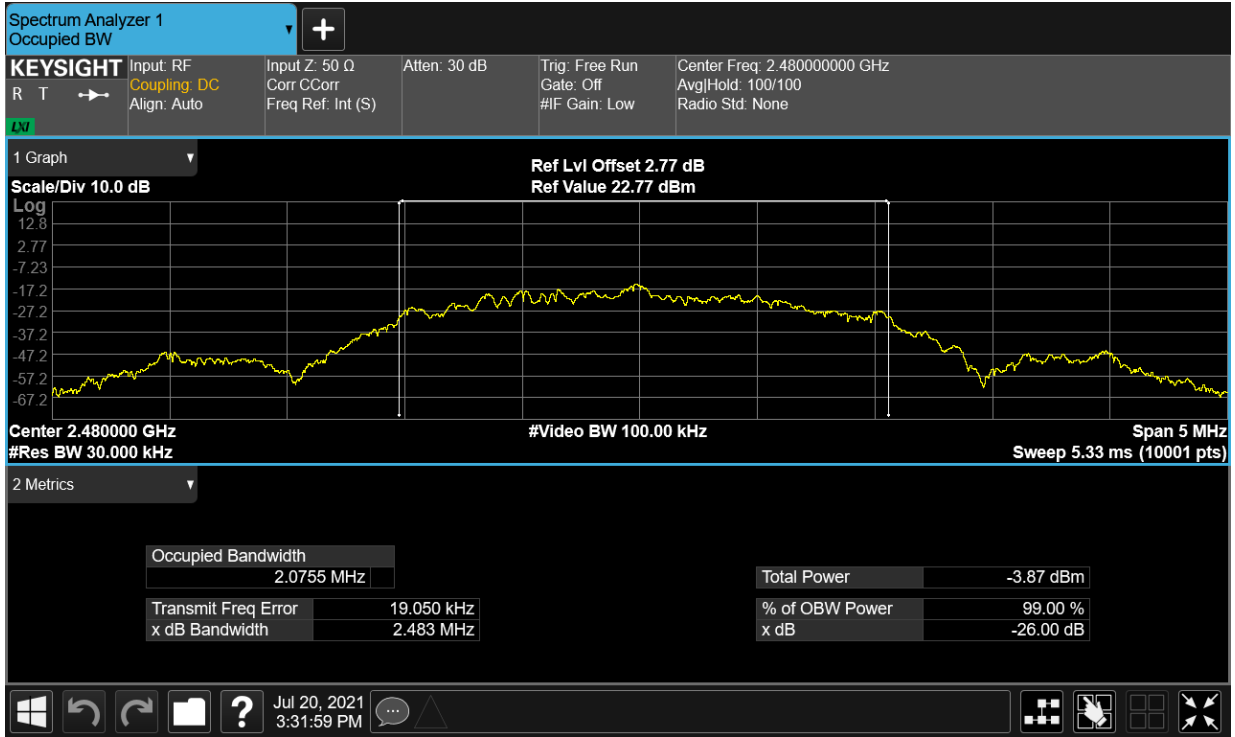 Spectrum Analyzer 1
Occupied BW
KEYSIGHT
R T
LXI
Input: RF
Coupling: DC
Align: Auto
Input Z: 50 Ω
Corr CCorr
Freq Ref: Int (S)
Atten: 30 dB
Trig: Free Run
Gate: Off
#IF Gain: Low
Center Freq: 2.480000000 GHz
Avg|Hold: 100/100
Radio Std: None
1 Graph
Ref Lvl Offset 2.77 dB
Scale/Div 10.0 dB
Ref Value 22.77 dBm
Log
12.8
2.77
-7.23
-17.2
-27.2
-37.2
-47.2
-57.2
-67.2
Center 2.480000 GHz
#Video BW 100.00 kHz
Span 5 MHz
#Res BW 30.000 kHz
Sweep 5.33 ms (10001 pts)
2 Metrics
Occupied Bandwidth
2.0755 MHz
Total Power -3.87 dBm
Transmit Freq Error 19.050 kHz
% of OBW Power 99.00 %
x dB Bandwidth 2.483 MHz
x dB -26.00 dB
?
Jul 20, 2021
3:31:59 PM